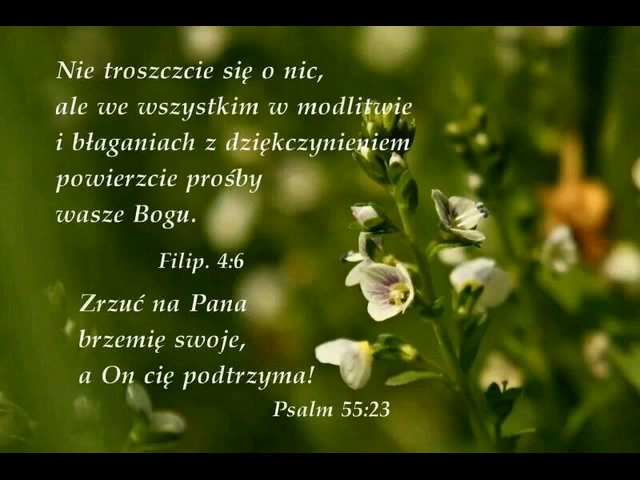 Nie troszczcie się o nic,
ale we wszystkim w modlitwie
i błaganiach z dziękczynieniem
powierzcie prośby
wasze Bogu.
Filip. 4:6
Zrzuć na Pana
brzemię swoje,
a On cię podtrzyma!
Psalm 55:23